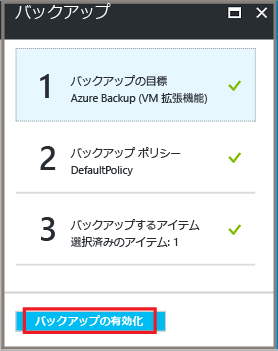 バックアップ
1
バックアップの目標
Azure Backup (VM 拡張機能)
2
バックアップ ポリシー
DefaultPolicy
3
バックアップするアイテム
選択済みのアイテム: 1
バックアップの有効化